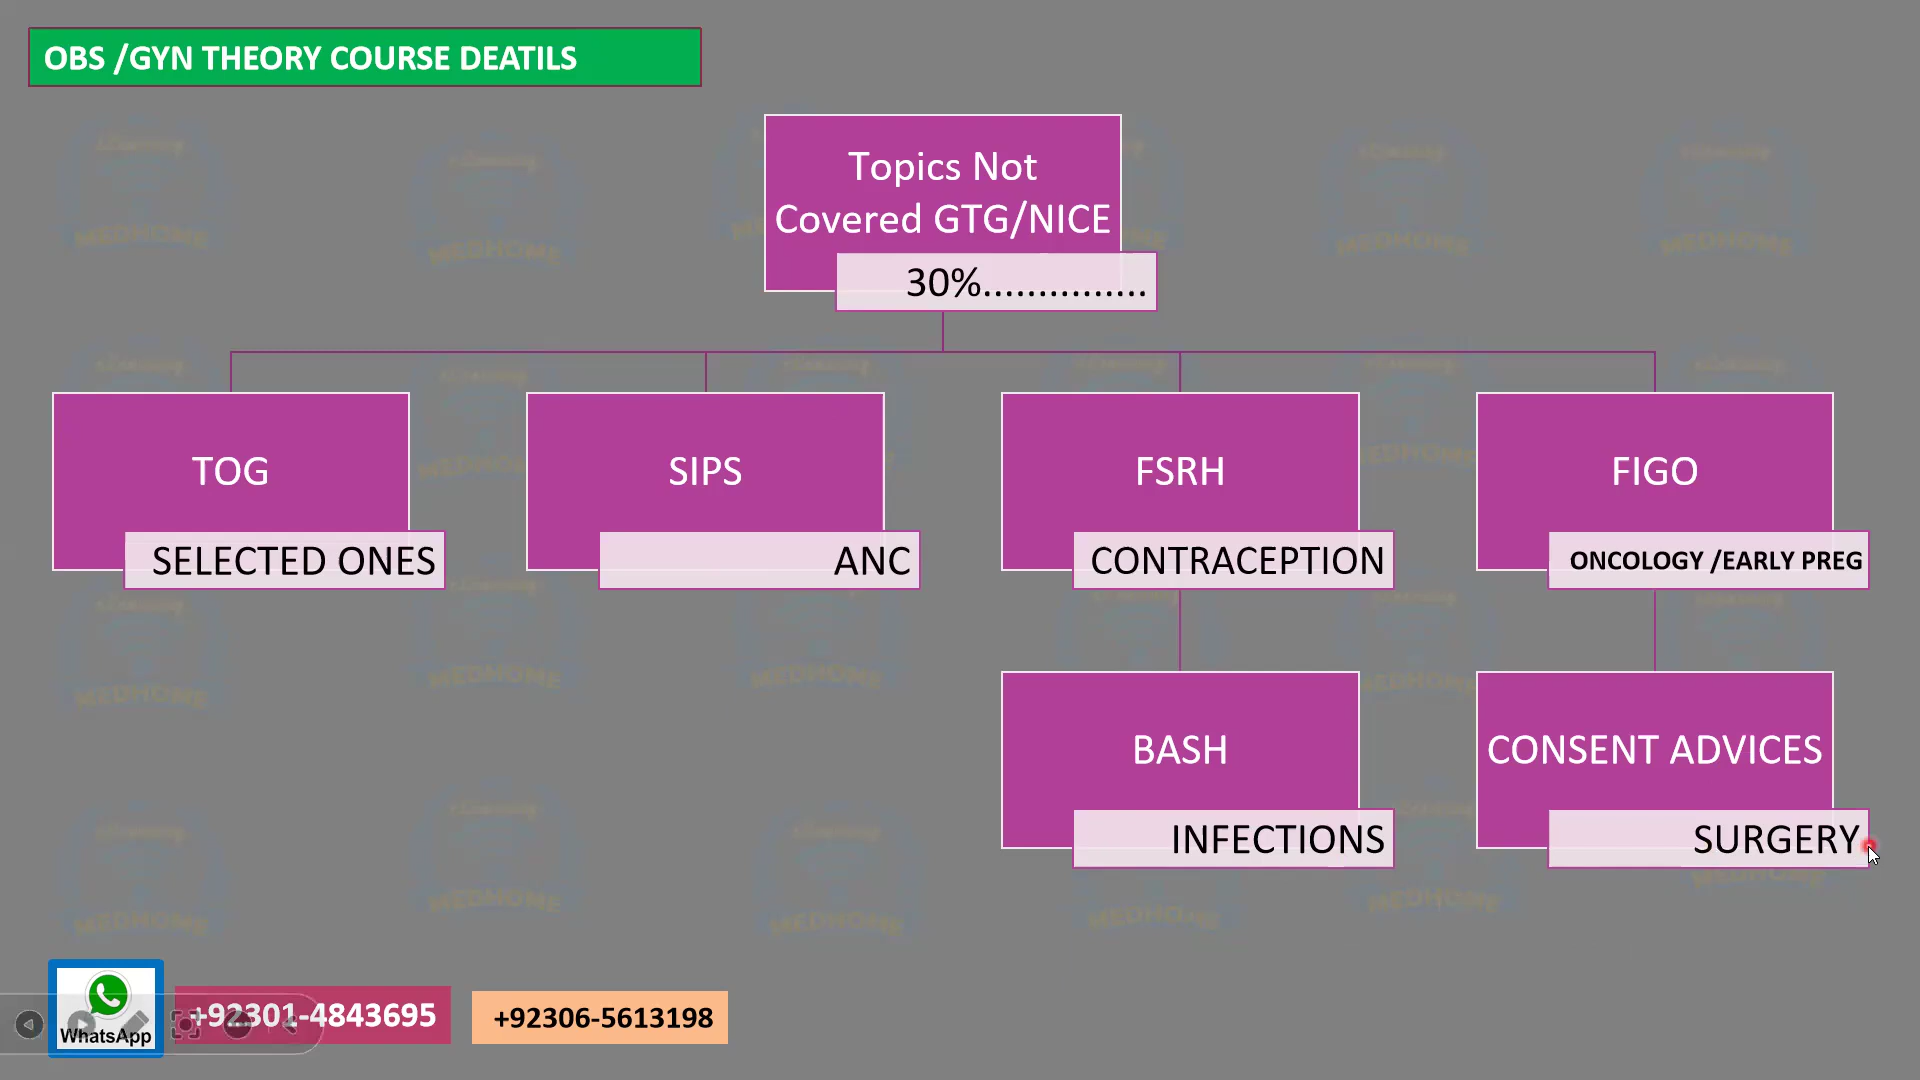 OBS /GYN THEORY COURSE DEATILS
Topics Not
Covered GTG/NICE
30%...............
TOG
SELECTED ONES
SIPS
ANC
FSRH
CONTRACEPTION
FIGO
ONCOLOGY /EARLY PREG
BASH
INFECTIONS
CONSENT ADVICES
SURGERY
WhatsApp
+92301-4843695
+92306-5613198
MEDHOME